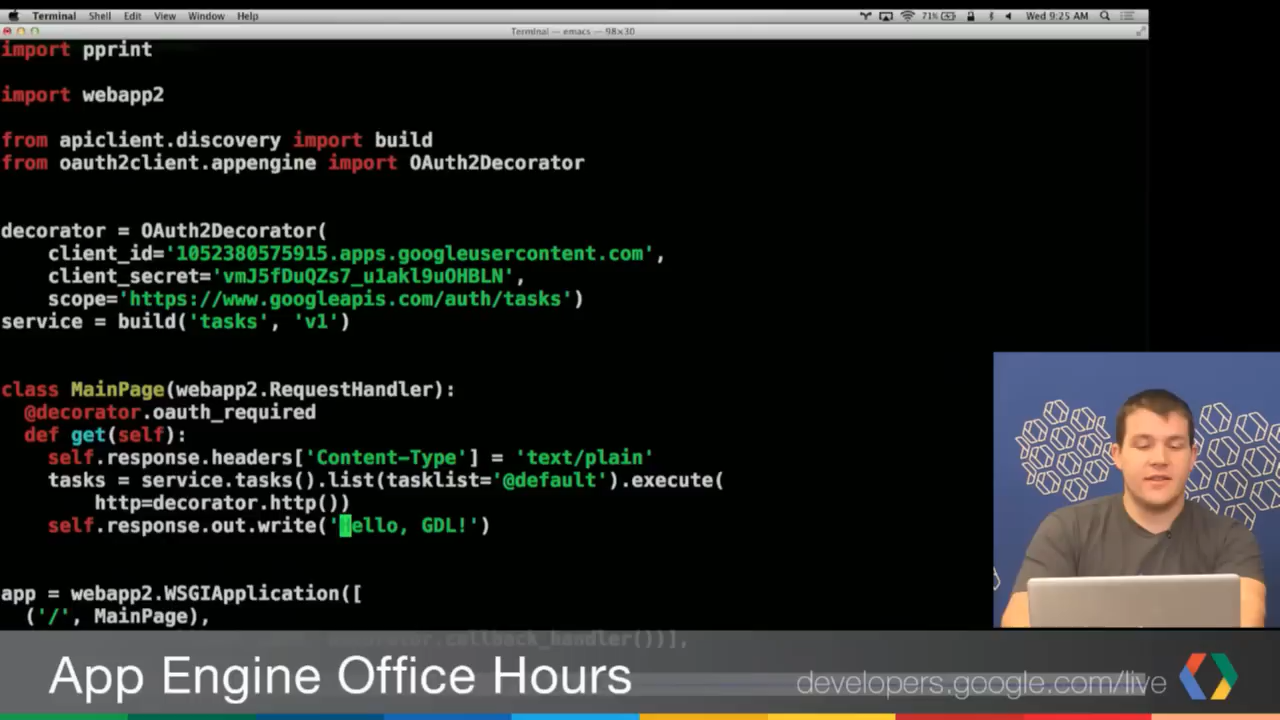 Terminal Shell Edit View Window Help 71% Wed 9:25 AM
Terminal — emacs — 98×30
import pprint
import webapp2
from apiclient.discovery import build
from oauth2client.appengine import OAuth2Decorator
decorator = OAuth2Decorator(
client_id='1052380575915.apps.googleusercontent.com',
client_secret='vmJ5fDuQZs7_u1akl9uOHBLN',
scope='https://www.googleapis.com/auth/tasks')
service = build('tasks', 'v1')
class MainPage(webapp2.RequestHandler):
@decorator.oauth_required
def get(self):
self.response.headers['Content-Type'] = 'text/plain'
tasks = service.tasks().list(tasklist='@default').execute(
http=decorator.http())
self.response.out.write('Hello, GDL!')
app = webapp2.WSGIApplication([
('/', MainPage),
decorator.callback_handler())],
App Engine Office Hours
developers.google.com/live